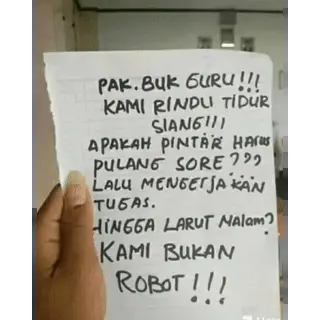 PAK. BUK GURU!!!
KAMI RINDU TIDUR
SIANG!!!
APAKAH PINTAR HARUS
PULANG SORE???
LALU MENGERJAKAN
TUGAS.
HINGGA LARUT MALAM?
KAMI BUKAN
ROBOT!!!